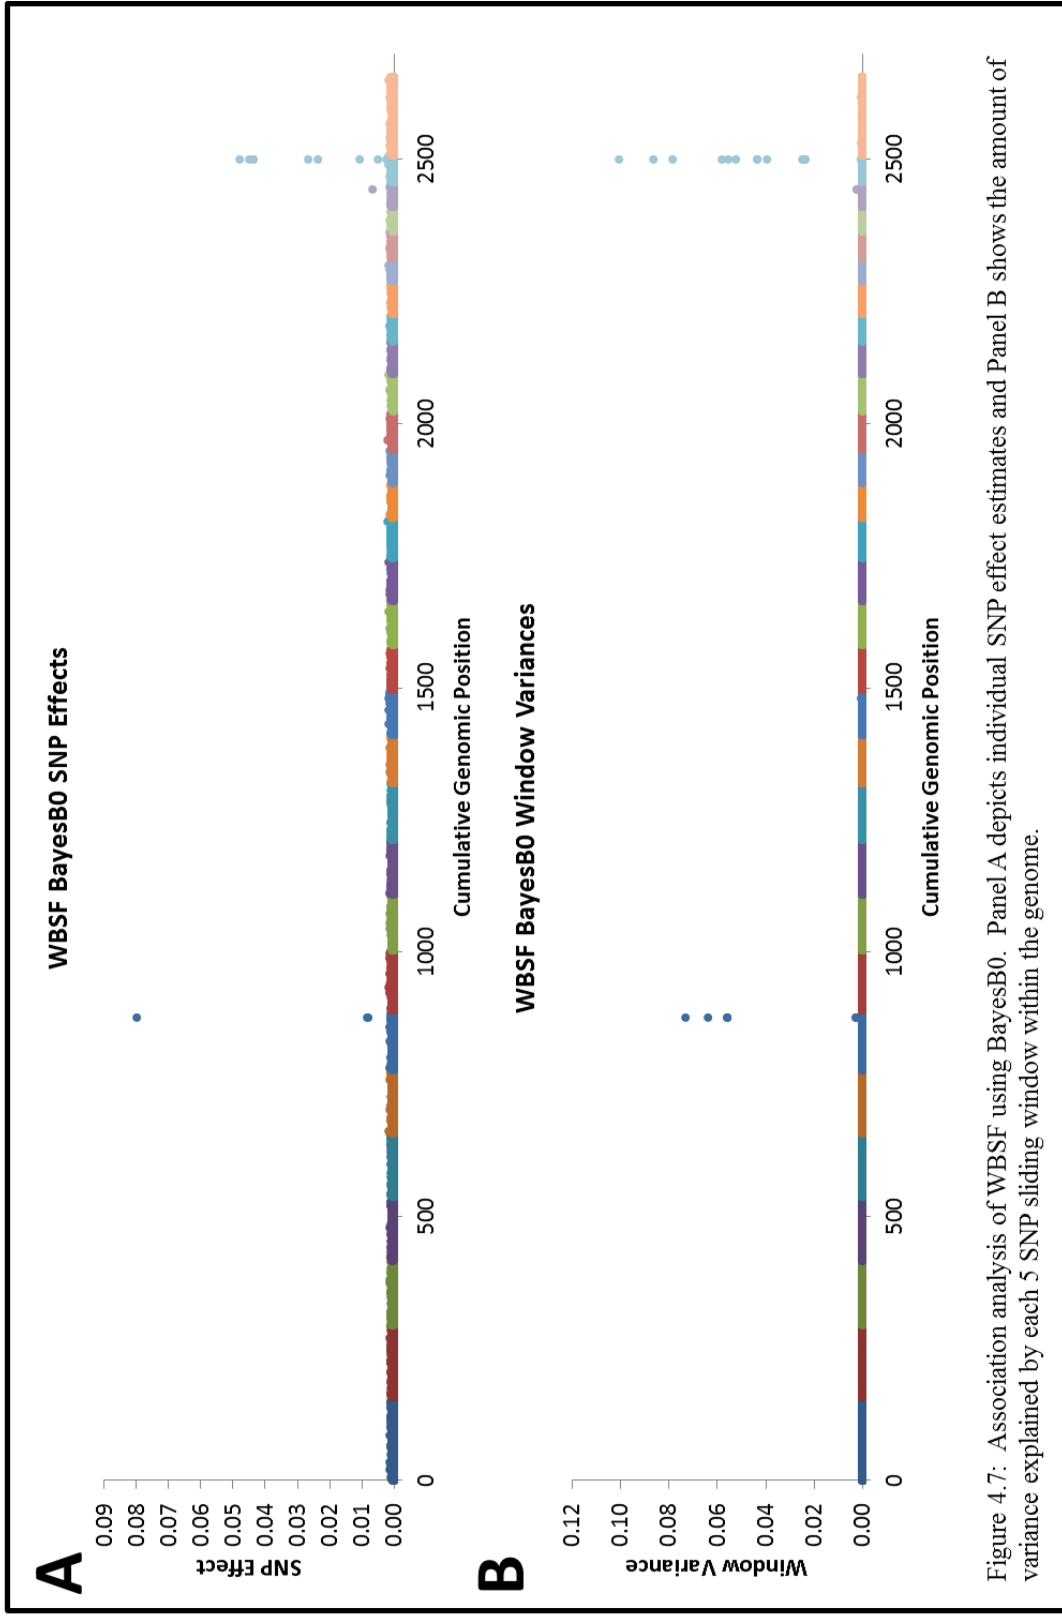 A
WBSF BayesB0 SNP Effects
SNP Effect
0.09
0.08
0.07
0.06
0.05
0.04
0.03
0.02
0.01
0.00
0 500 1000 1500 2000 2500
Cumulative Genomic Position
B
WBSF BayesB0 Window Variances
Window Variance
0.12
0.10
0.08
0.06
0.04
0.02
0.00
0 500 1000 1500 2000 2500
Cumulative Genomic Position
Figure 4.7: Association analysis of WBSF using BayesB0. Panel A depicts individual SNP effect estimates and Panel B shows the amount of
variance explained by each 5 SNP sliding window within the genome.